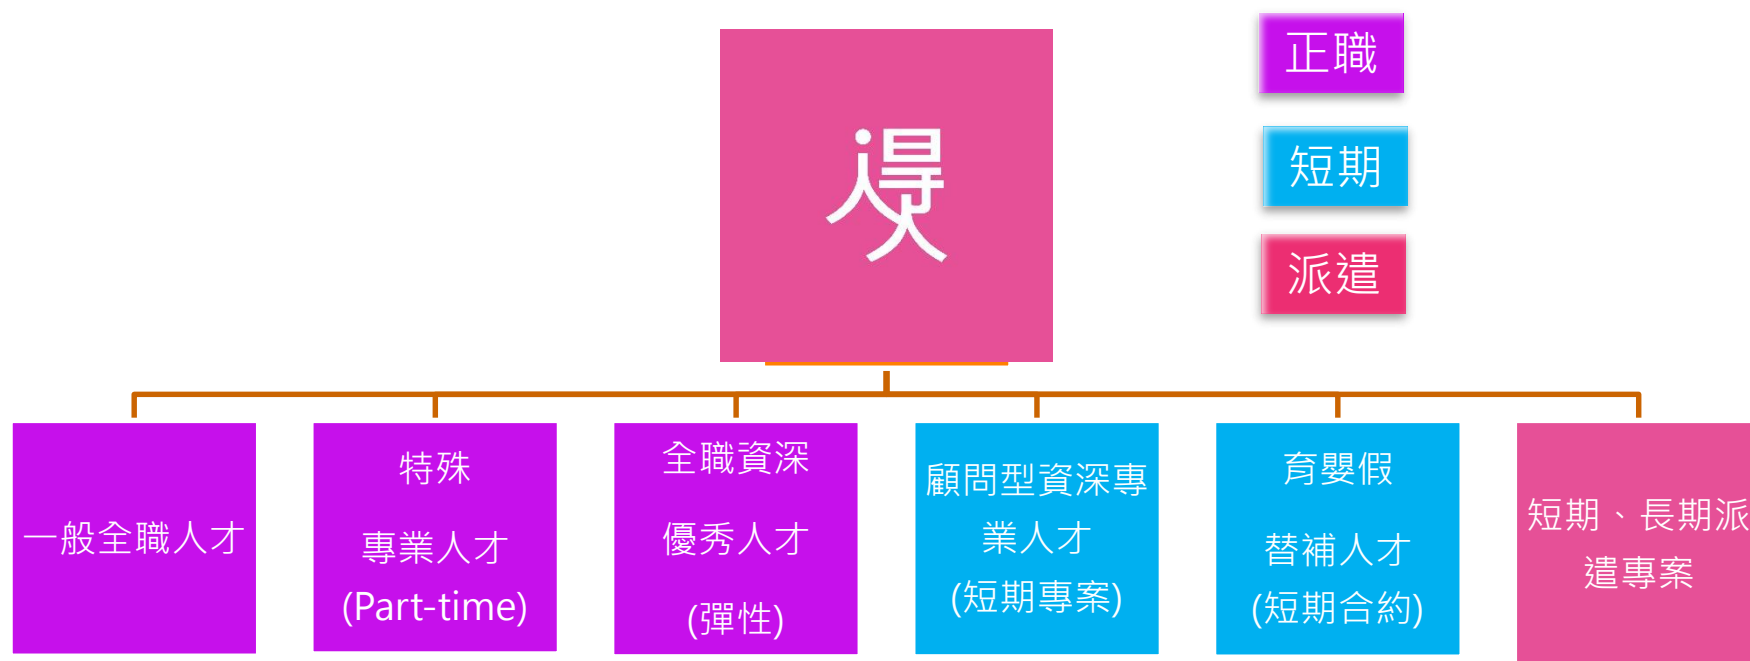 得人
正職
短期
派遣
一般全職人才
特殊
專業人才
(Part-time)
全職資深
優秀人才
(彈性)
顧問型資深專
業人才
(短期專案)
育嬰假
替補人才
(短期合約)
短期、長期派
遣專案